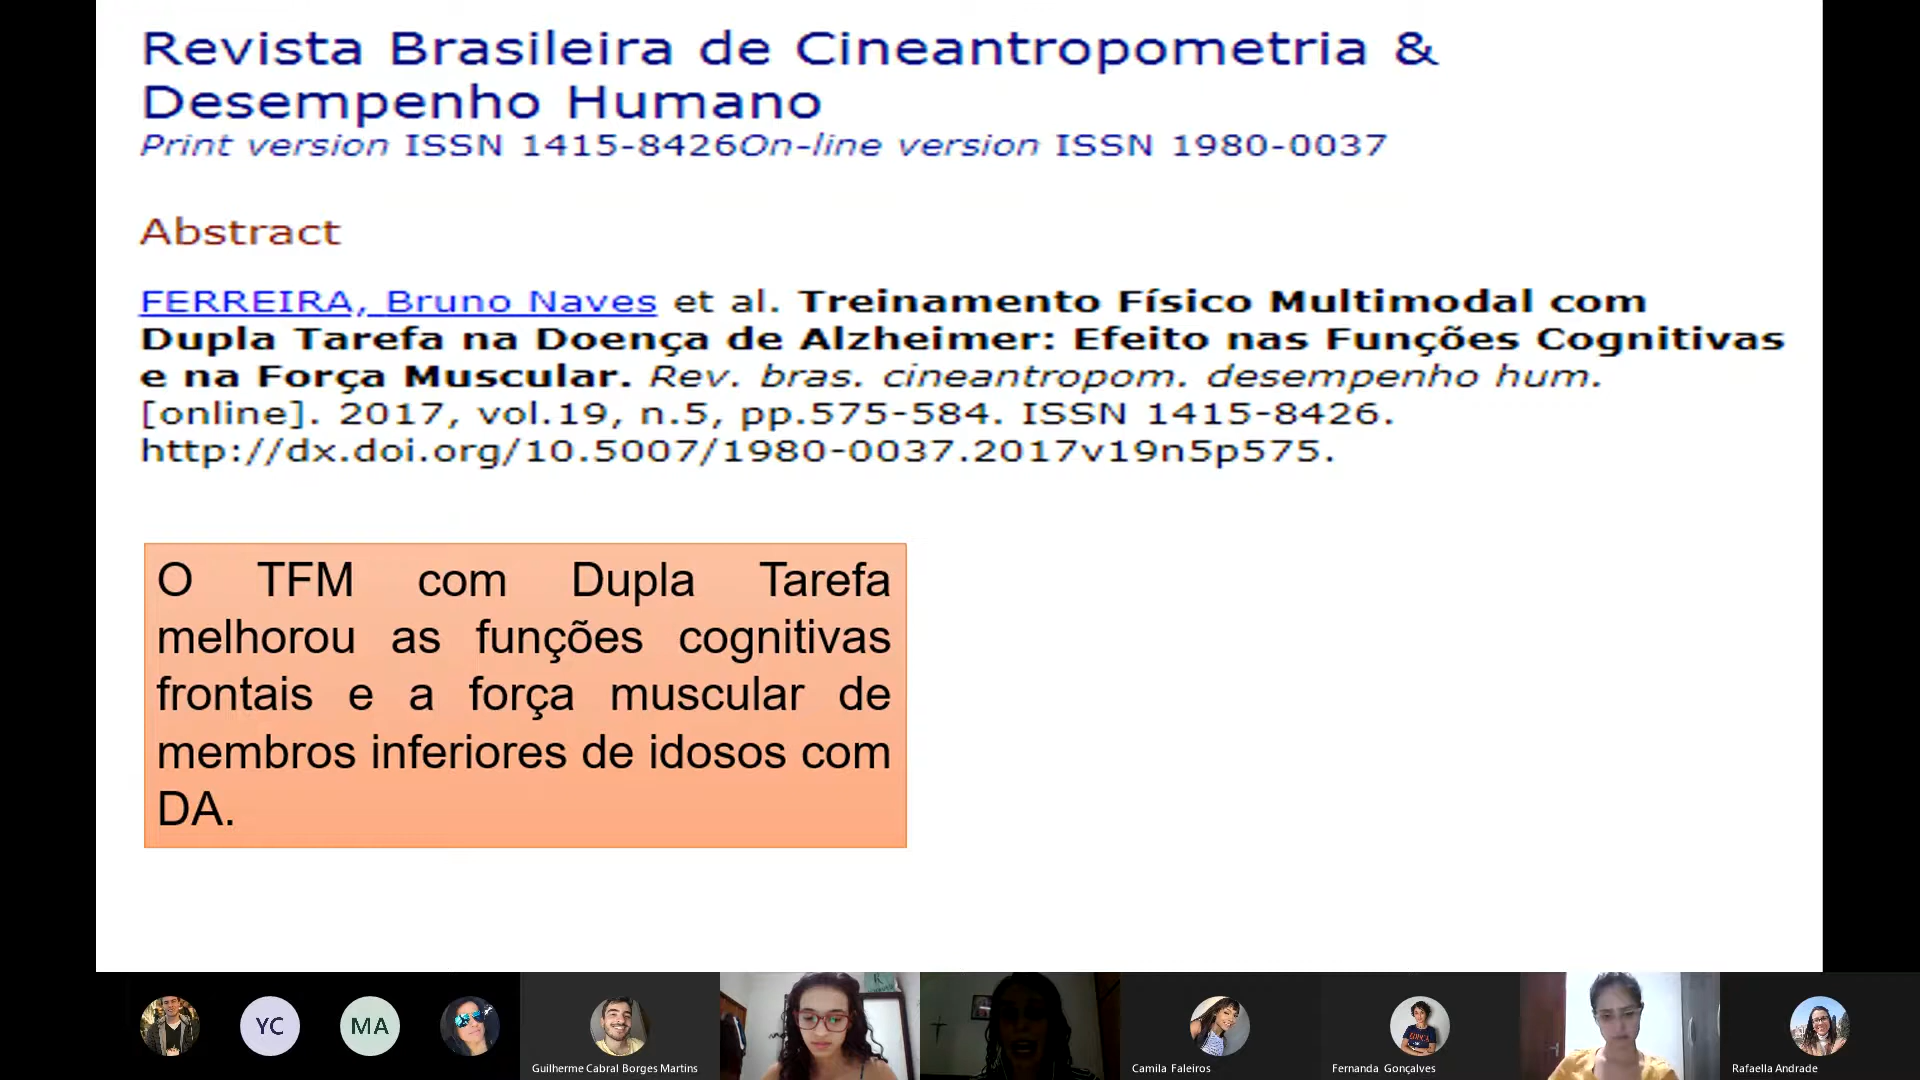 Revista Brasileira de Cineantropometria &
Desempenho Humano
Print version ISSN 1415-8426On-line version ISSN 1980-0037
Abstract
FERREIRA, Bruno Naves et al. Treinamento Físico Multimodal com
Dupla Tarefa na Doença de Alzheimer: Efeito nas Funções Cognitivas
e na Força Muscular. Rev. bras. cineantropom. desempenho hum.
[online]. 2017, vol.19, n.5, pp.575-584. ISSN 1415-8426.
http://dx.doi.org/10.5007/1980-0037.2017v19n5p575.
O TFM com Dupla Tarefa
melhorou as funções cognitivas
frontais e a força muscular de
membros inferiores de idosos com
DA.
YC
MA
Guilherme Cabral Borges Martins
Camila Faleiros
Fernanda Gonçalves
Rafaella Andrade